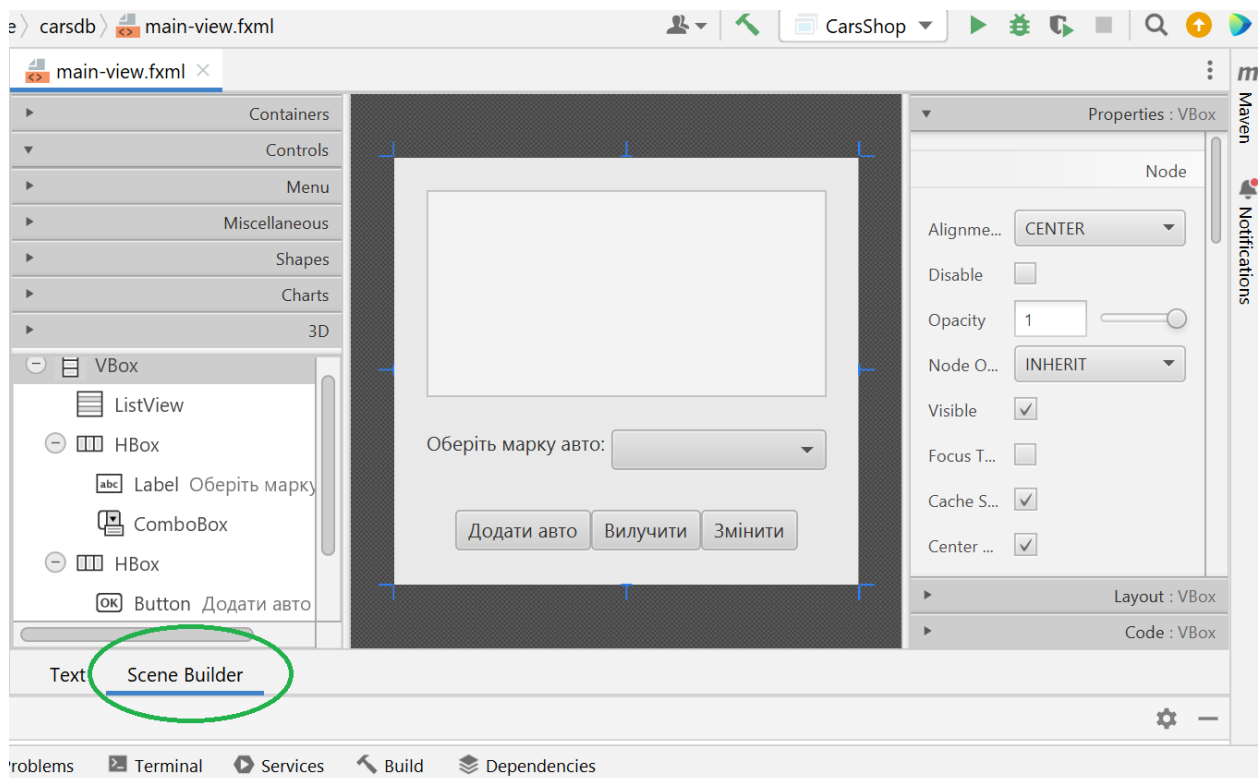 e carsdb main-view.fxml CarsShop
main-view.fxml
m
Maven
Notifications
Containers
Controls
Menu
Miscellaneous
Shapes
Charts
3D
VBox
ListView
HBox
abc Label Оберіть марку
ComboBox
HBox
OK Button Додати авто
Оберіть марку авто:
Додати авто Вилучити Змінити
Properties : VBox
Node
Alignme... CENTER
Disable
Opacity 1
Node O... INHERIT
Visible
Focus T...
Cache S...
Center ...
Layout : VBox
Code : VBox
Text Scene Builder
Problems Terminal Services Build Dependencies